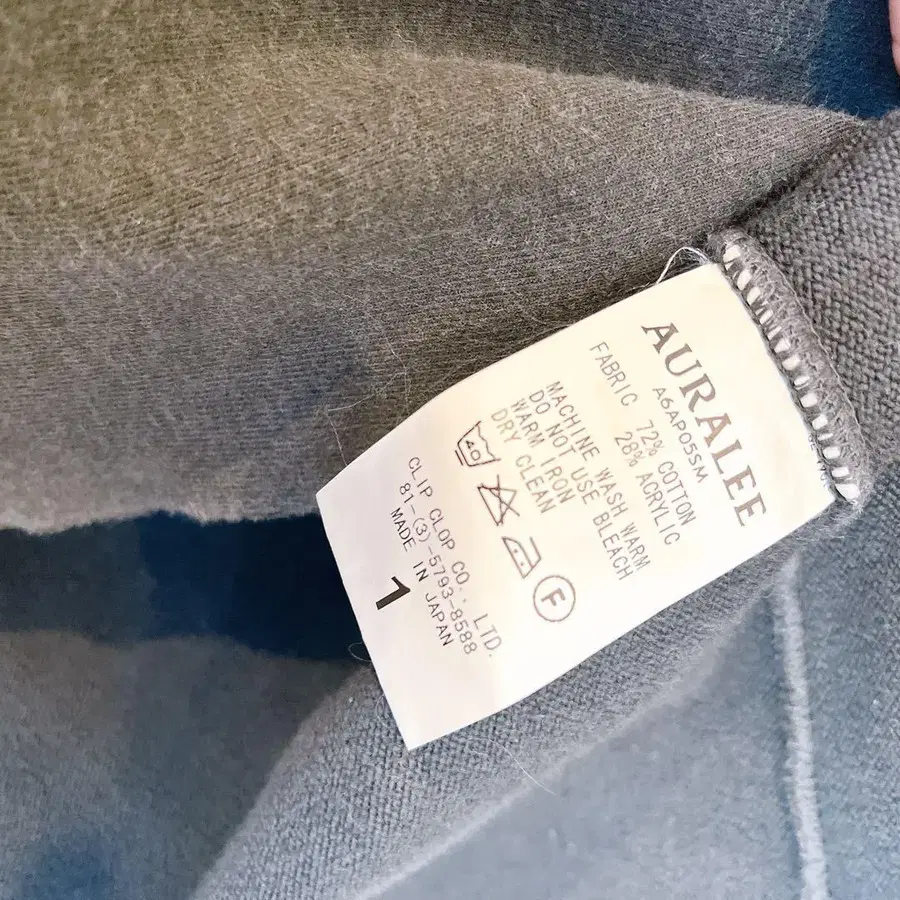 AURALEE
A6AP05SM
FABRIC 72% COTTON
28% ACRYLIC
MACHINE WASH WARM
DO NOT USE BLEACH
WARM IRON
DRY CLEAN
40
F
CLIP CLOP CO., LTD.
81-(3)-5793-8588
MADE IN JAPAN
1